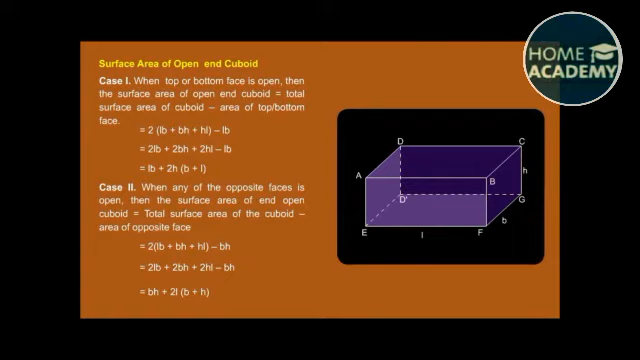 HOME
ACADEMY
Surface Area of Open end Cuboid
Case I. When top or bottom face is open, then
the surface area of open end cuboid = total
surface area of cuboid – area of top/bottom
face.
= 2 (lb + bh + hl) – lb
= 2lb + 2bh + 2hl – lb
= lb + 2h (b + l)
Case II. When any of the opposite faces is
open, then the surface area of end open
cuboid = Total surface area of the cuboid –
area of opposite face
= 2(lb + bh + hl) – bh
= 2lb + 2bh + 2hl – bh
= bh + 2l (b + h)
D
C
A
B
h
D'
G
b
E
l
F